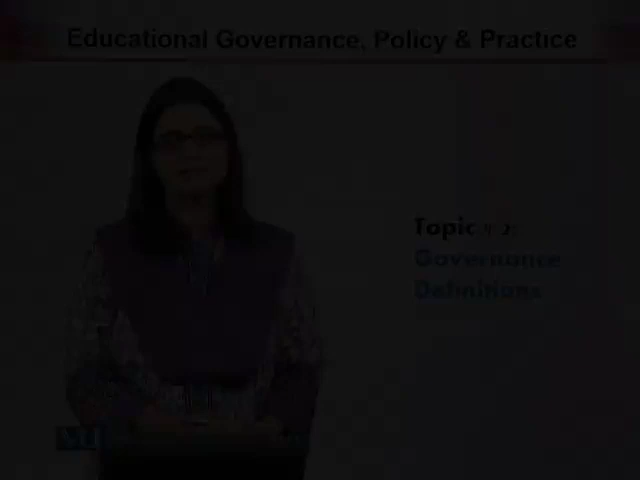 Educational Governance, Policy & Practice
Topic
Governance
Definitions